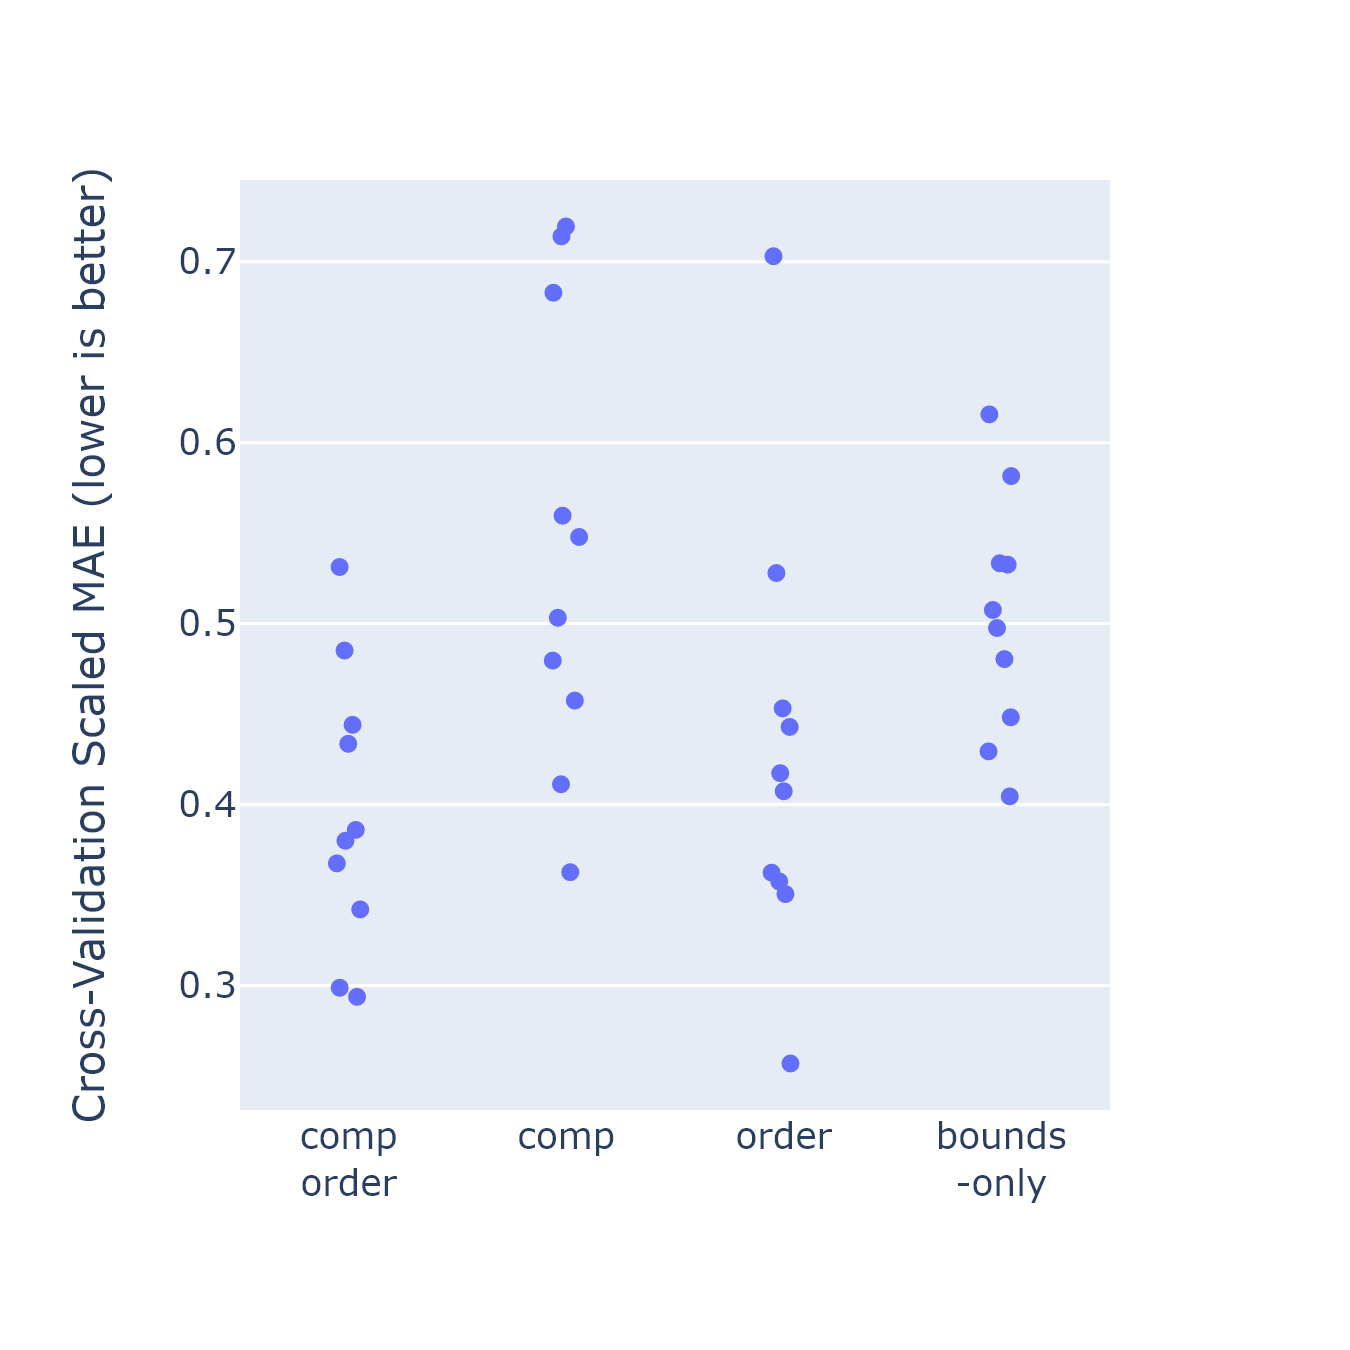 Cross-Validation Scaled MAE (lower is better)
0.7
0.6
0.5
0.4
0.3
comp
order
comp
order
bounds
-only